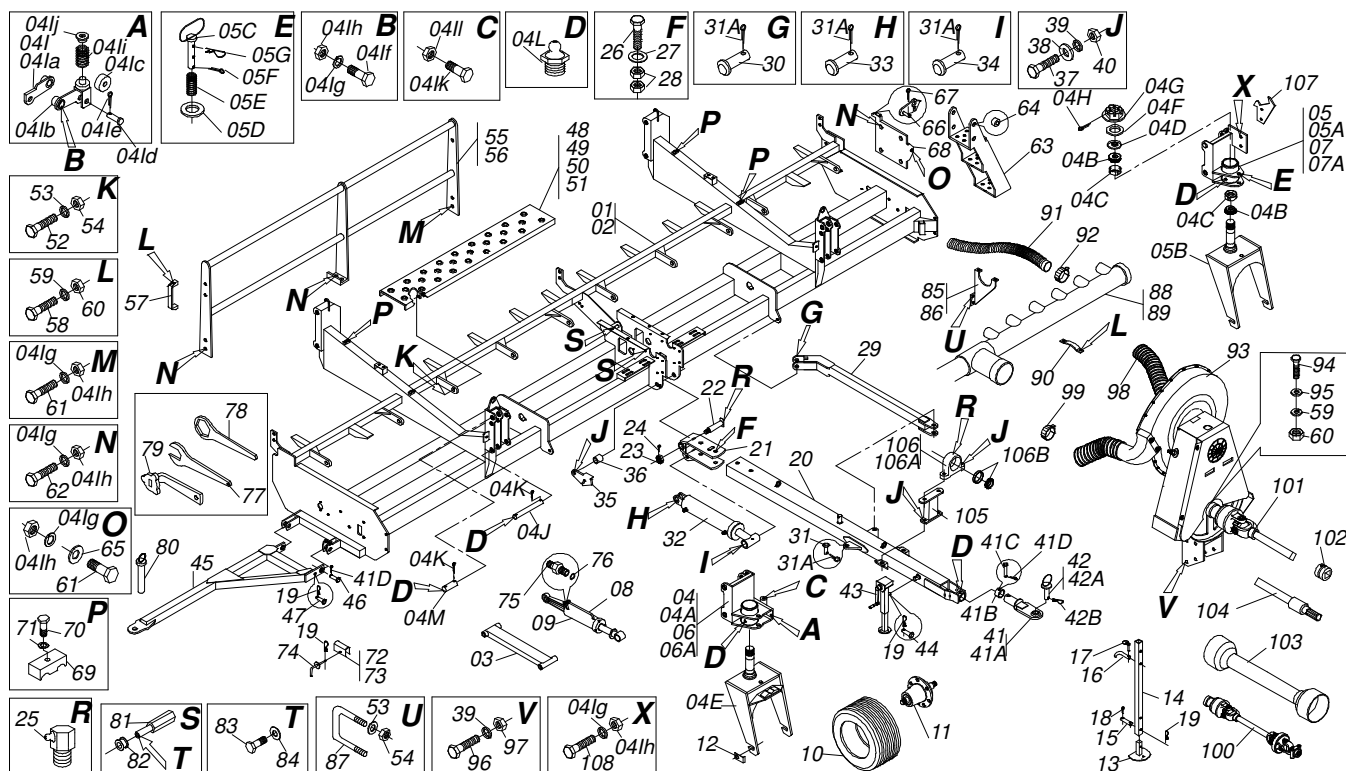 04Ij
04I
04Ia
04Ii
04Ic
04Ib
04Ie
04Id
A
B
05C
05G
05F
05E
05D
E
04Ih
04If
04Ig
B
04Il
04Ik
C
04L
D
26
27
28
F
31A
30
G
31A
33
H
31A
34
I
39
38
37
40
J
04H
04G
04F
04D
04B
04C
X
107
05
05A
07
07A
D
E
04C
04B
05B
53
54
52
K
59
60
58
L
04Ig
04Ih
61
M
04Ig
04Ih
62
N
04Ig
04Ih
65
61
O
71
70
69
P
25
R
81
82
S
T
83
84
T
53
54
87
U
39
97
96
V
04Ig
04Ih
108
X
L
57
N
55
56
M
N
48
49
50
51
P
K
01
02
P
P
N
67
66
68
O
64
63
S
S
G
29
91
92
85
86
U
88
89
L
90
98
93
94
95
59
60
99
101
102
V
104
103
100
78
79
77
80
45
19
47
41D
46
19
74
72
73
D
04K
04M
D
04K
04J
J
35
36
24
23
22
R
F
21
20
H
32
I
75
76
08
09
03
31
31A
43
19
44
106
106A
R
J
106B
J
105
D
41C
41D
41B
41
41A
42
42A
42B
04
04A
06
06A
C
A
D
04E
12
10
11
17
16
14
18
15
19
13